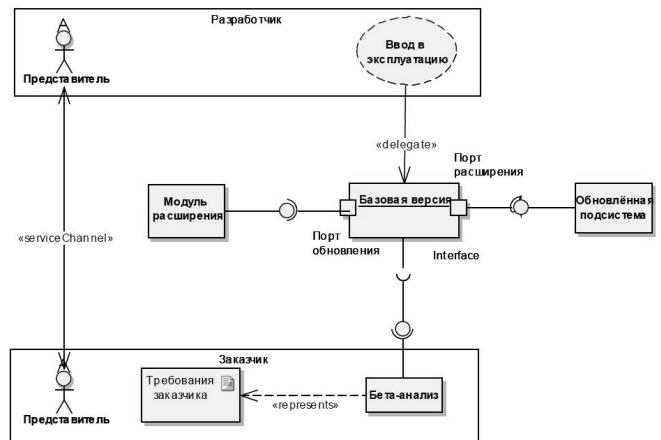 Разработчик
Представитель
Ввод в
эксплуатацию
«delegate»
Порт
расширения
Модуль
расширения
Базовая версия
Обновлённая
подсистема
«serviceChannel»
Порт
обновления
Interface
Заказчик
Представитель
Требования
заказчика
«represents»
Бета-анализ